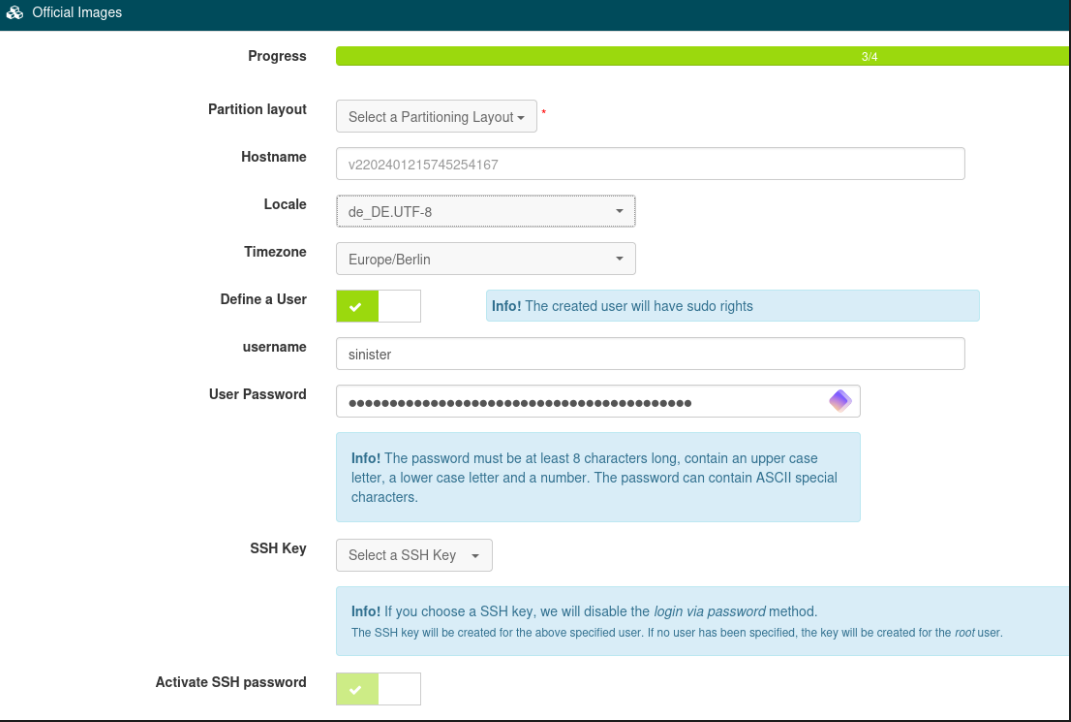 Official Images
Progress
3/4
Partition layout
Select a Partitioning Layout
*
Hostname
v2202401215745254167
Locale
de_DE.UTF-8
Timezone
Europe/Berlin
Define a User
Info! The created user will have sudo rights
username
sinister
User Password
Info! The password must be at least 8 characters long, contain an upper case
letter, a lower case letter and a number. The password can contain ASCII special
characters.
SSH Key
Select a SSH Key
Info! If you choose a SSH key, we will disable the login via password method.
The SSH key will be created for the above specified user. If no user has been specified, the key will be created for the root user.
Activate SSH password